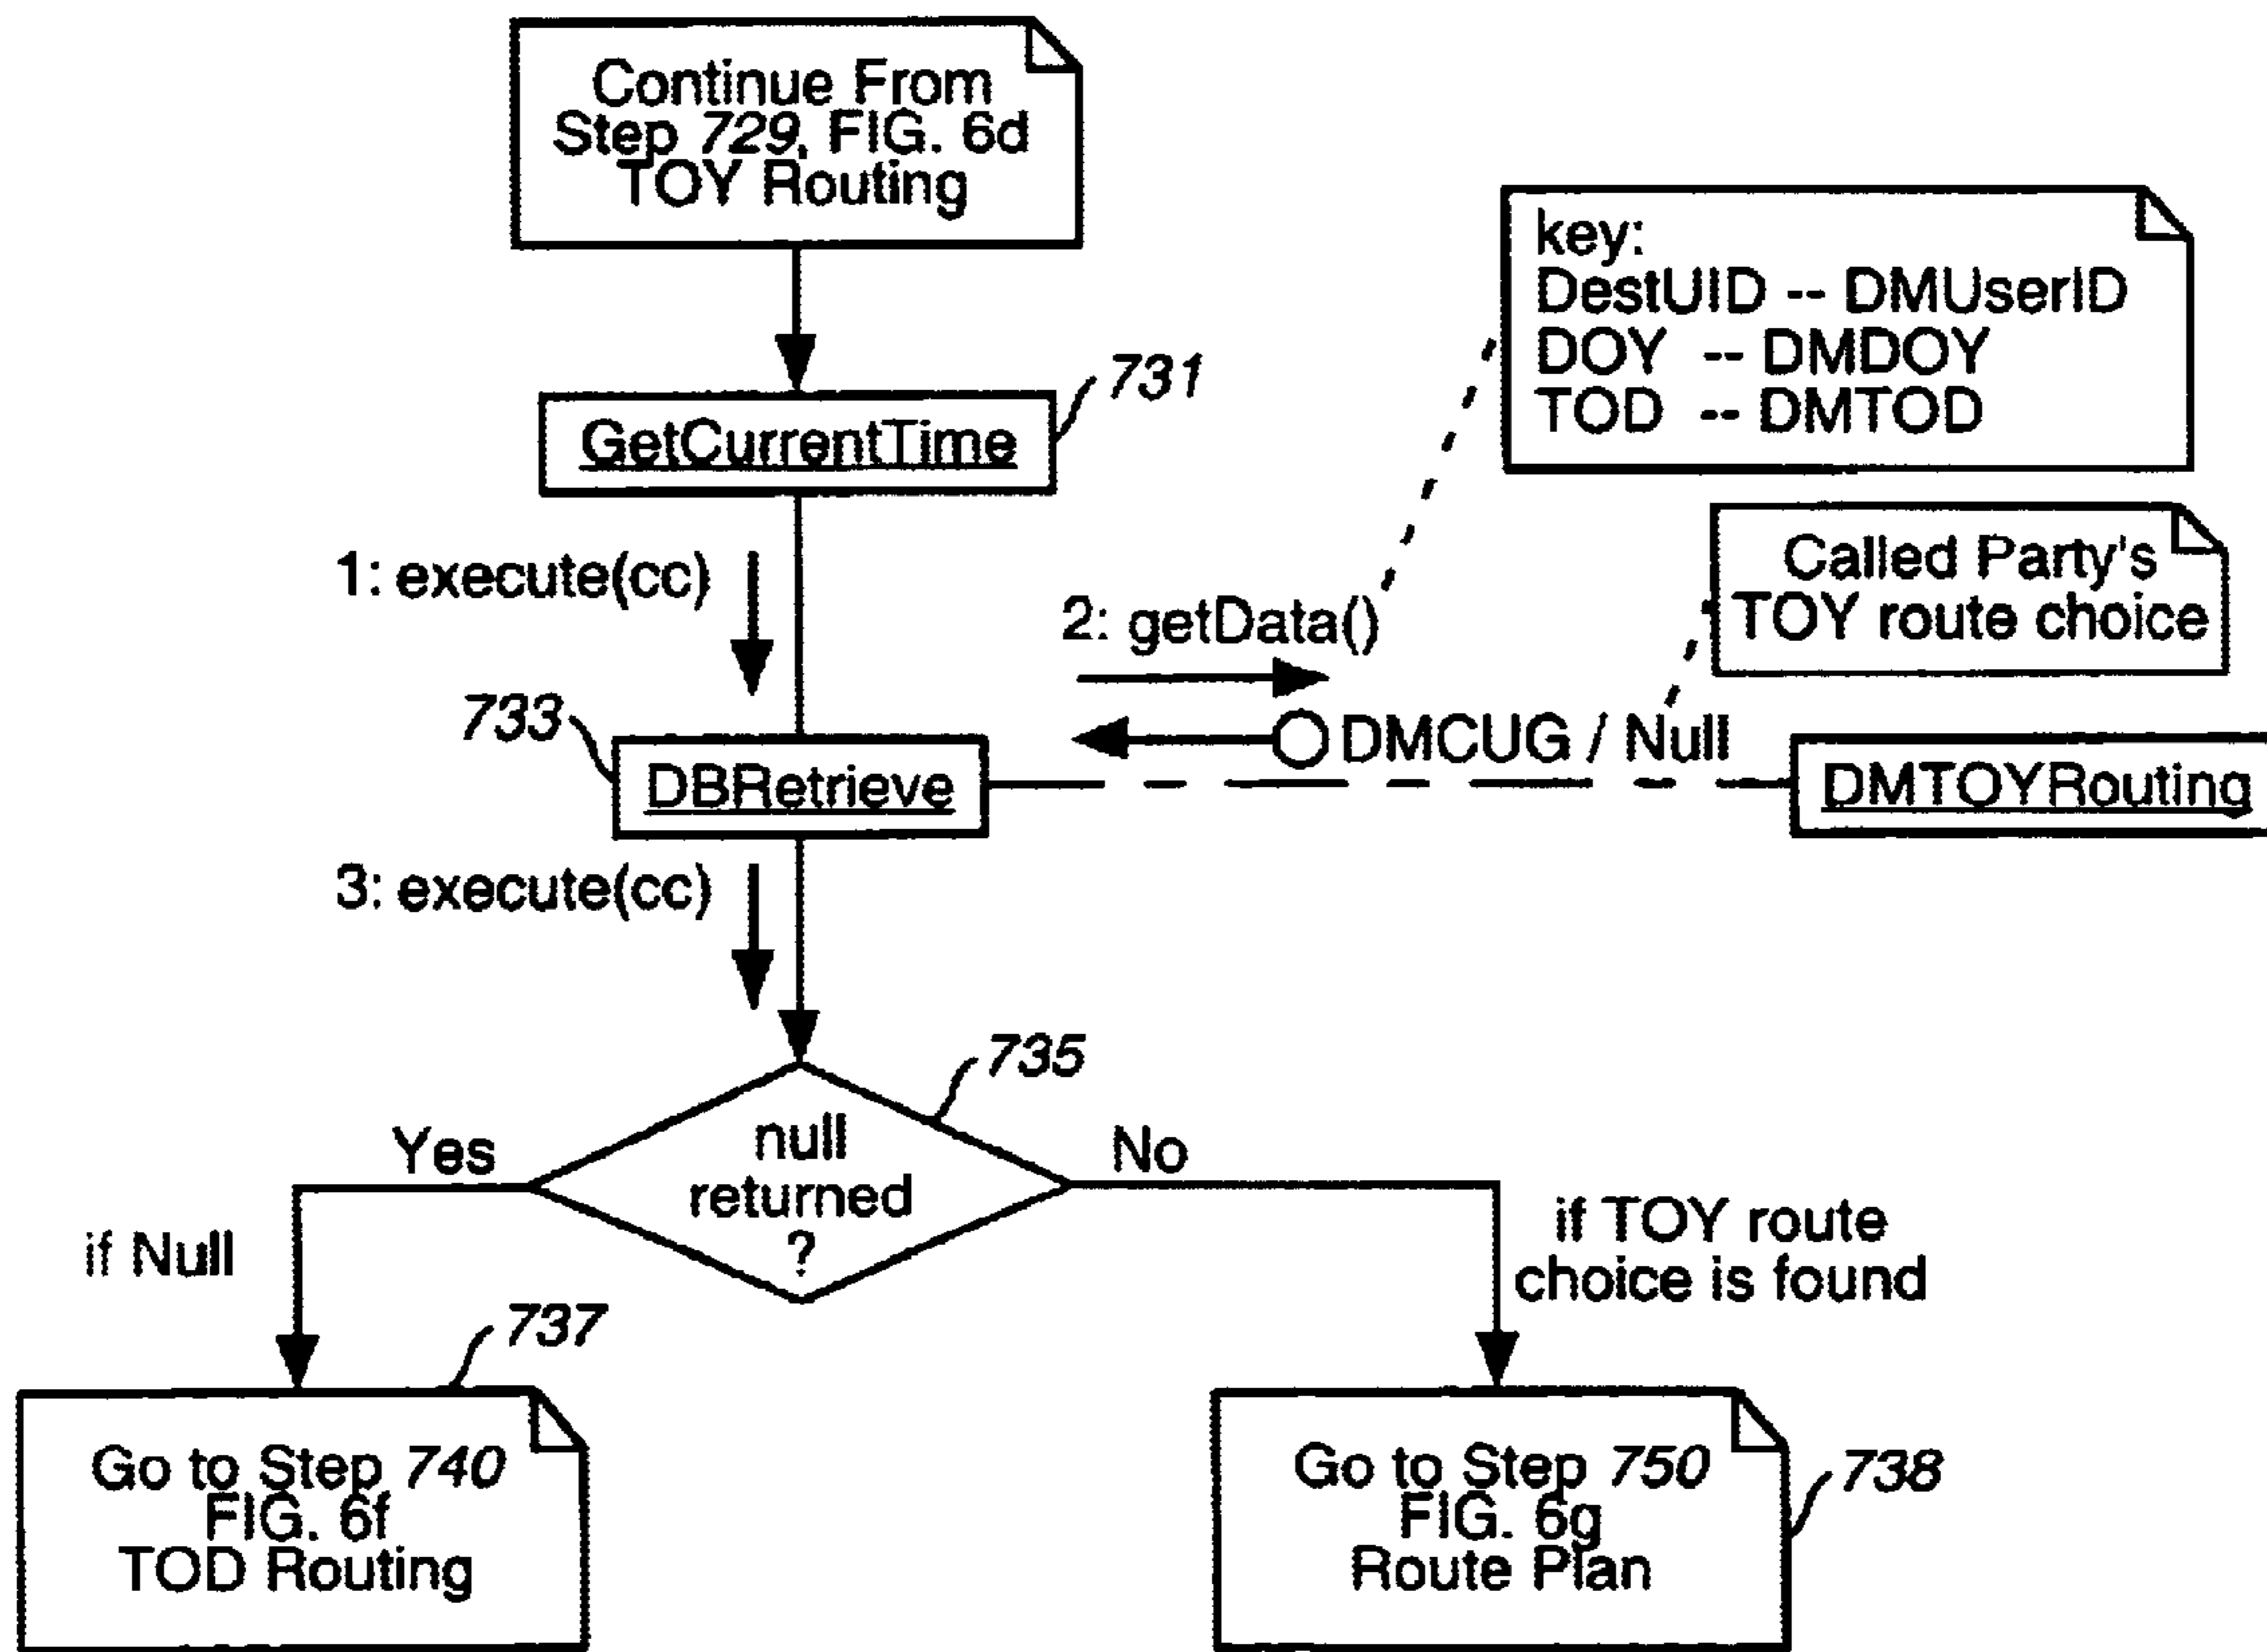 Continue From
Step 729, FIG. 6d
TOY Routing
key:
DestUID -- DMUserID
DOY -- DMDOY
TOD -- DMTOD
731
GetCurrentTime
Called Party's
TOY route choice
1: execute(cc)
2: getData()
733
DMCUG / Null
DBRetrieve
DMTOYRouting
3: execute(cc)
735
Yes
null
returned
?
No
if Null
if TOY route
choice is found
737
Go to Step 740
FIG. 6f
TOD Routing
Go to Step 750
FIG. 6g
Route Plan
738